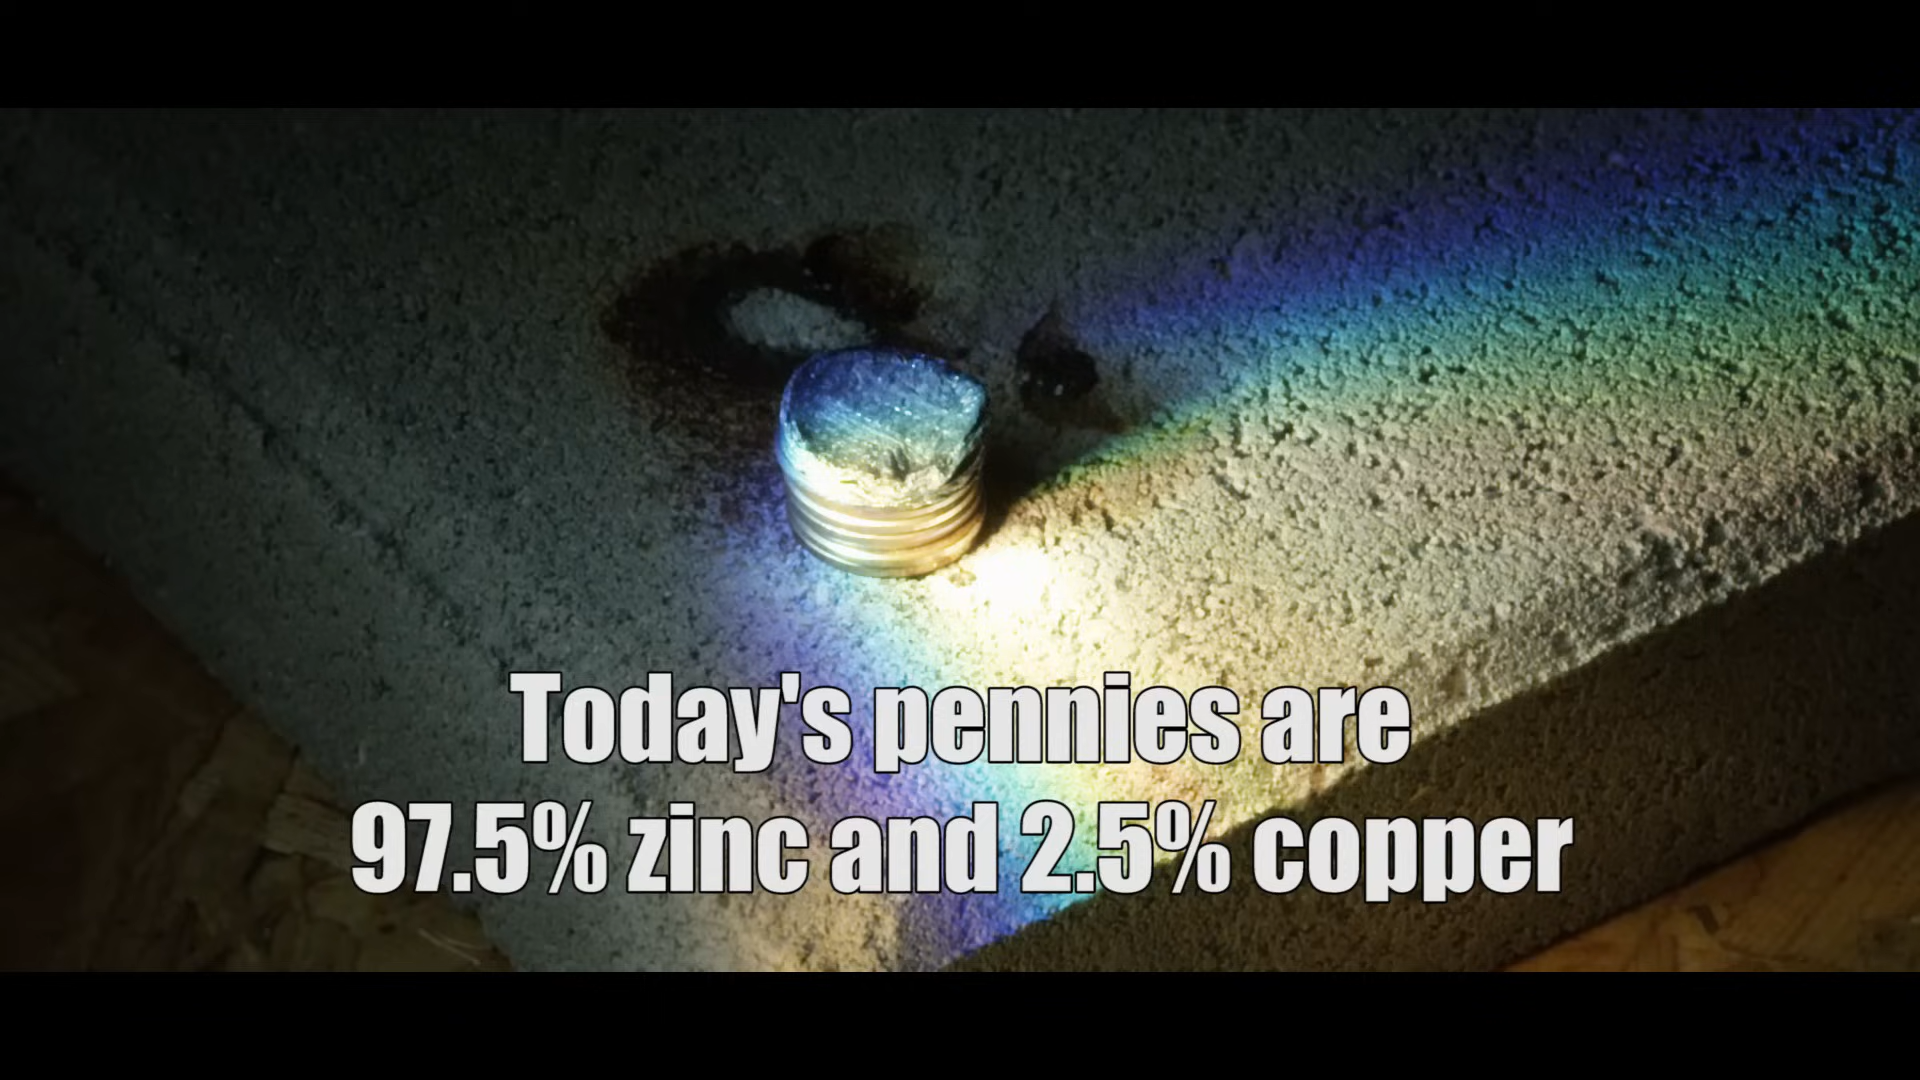 Today's pennies are
97.5% zinc and 2.5% copper